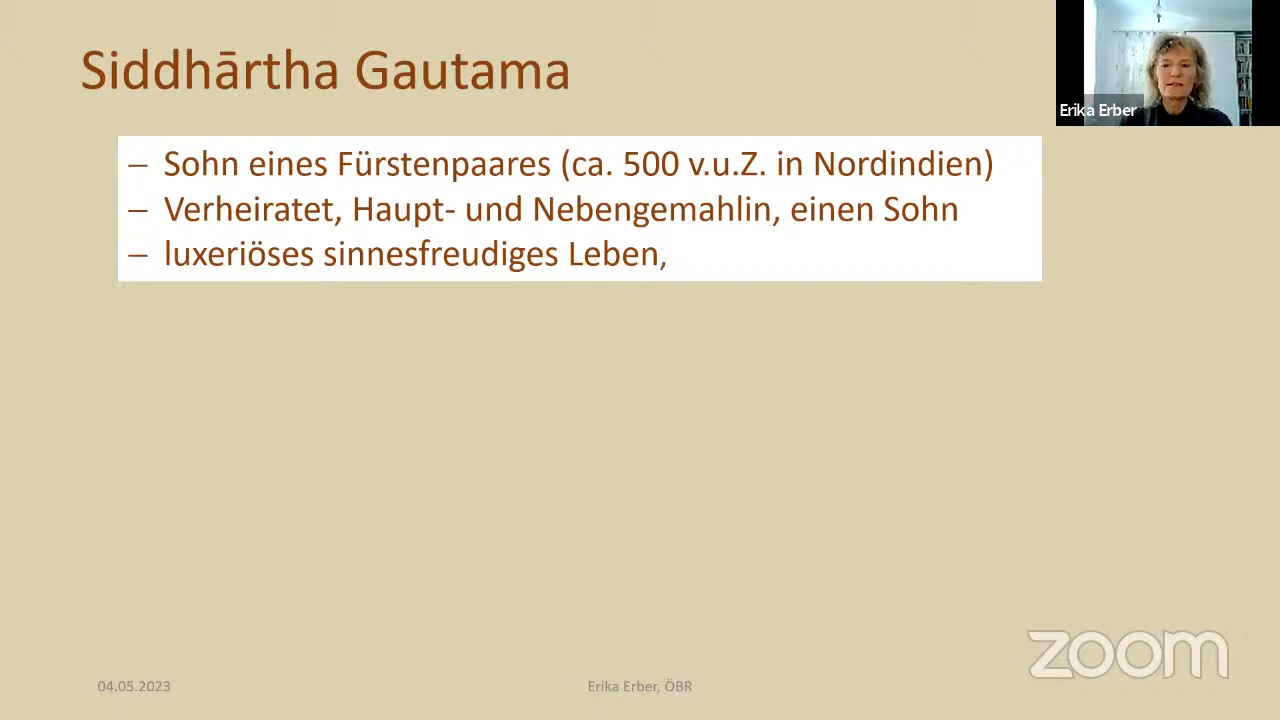 Siddhārtha Gautama
Erika Erber
– Sohn eines Fürstenpaares (ca. 500 v.u.Z. in Nordindien)
– Verheiratet, Haupt- und Nebengemahlin, einen Sohn
– luxeriöses sinnesfreudiges Leben,
zoom
04.05.2023
Erika Erber, ÖBR